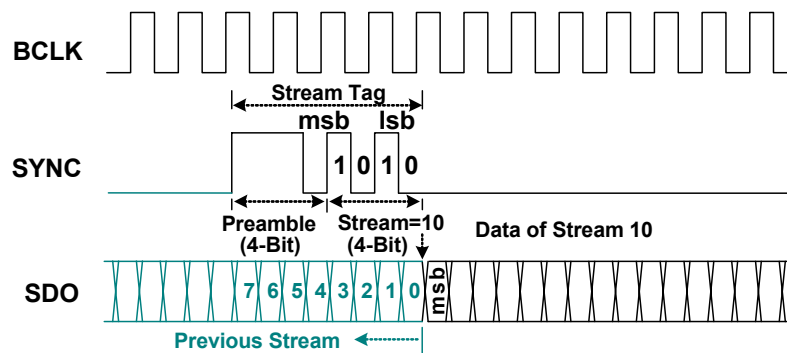 BCLK
Stream Tag
msb lsb
SYNC
1 0 1 0
Preamble
(4-Bit)
Stream=10
(4-Bit)
Data of Stream 10
SDO
7 6 5 4 3 2 1 0
msb
Previous Stream